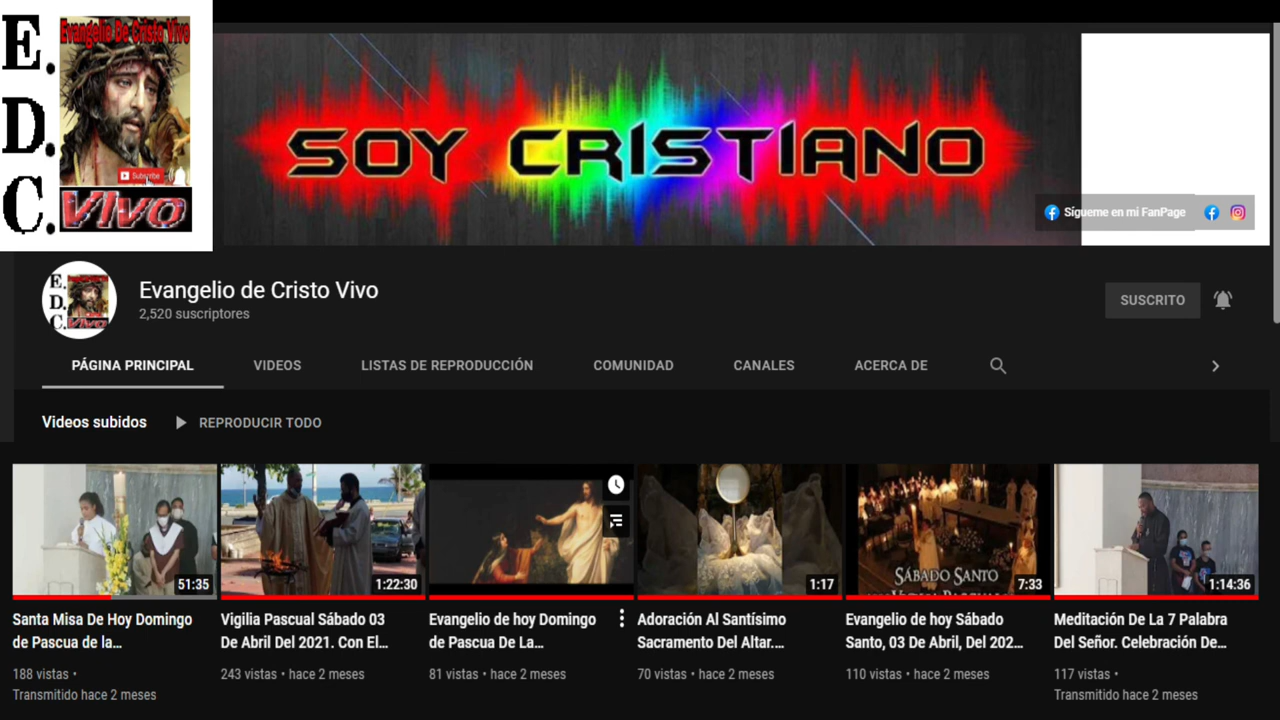 E.
D.
C.
Evangelio De Cristo Vivo
Subscribe
VIvo
SOY CRISTIANO
Sígueme en mi FanPage
E.
D.
C.
Vivo
Evangelio de Cristo Vivo
2,520 suscriptores
SUSCRITO
PÁGINA PRINCIPAL VIDEOS LISTAS DE REPRODUCCIÓN COMUNIDAD CANALES ACERCA DE
Videos subidos REPRODUCIR TODO
51:35
1:22:30
1:17
SÁBADO SANTO
7:33
1:14:36
Santa Misa De Hoy Domingo
de Pascua de la...
188 vistas •
Transmitido hace 2 meses
Vigilia Pascual Sábado 03
De Abril Del 2021. Con El...
243 vistas • hace 2 meses
Evangelio de hoy Domingo
de Pascua De La...
81 vistas • hace 2 meses
Adoración Al Santísimo
Sacramento Del Altar....
70 vistas • hace 2 meses
Evangelio de hoy Sábado
Santo, 03 De Abril, Del 202...
110 vistas • hace 2 meses
Meditación De La 7 Palabra
Del Señor. Celebración De...
117 vistas •
Transmitido hace 2 meses